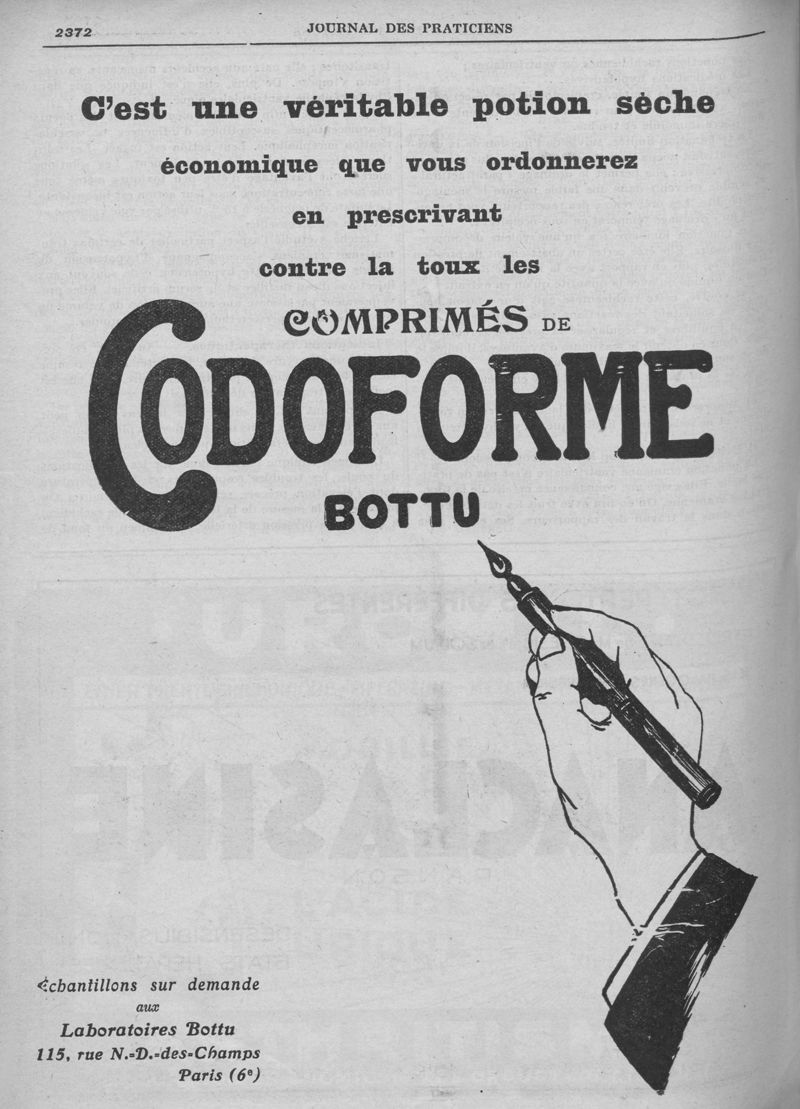 2372
JOURNAL DES PRATICIENS
C'est une véritable potion sèche
économique que vous ordonnerez
en prescrivant
contre la toux les
COMPRIMÉS DE
CODOFORME
BOTTU
Échantillons sur demande
aux
Laboratoires Bottu
115, rue N.-D.-des-Champs
Paris (6e)